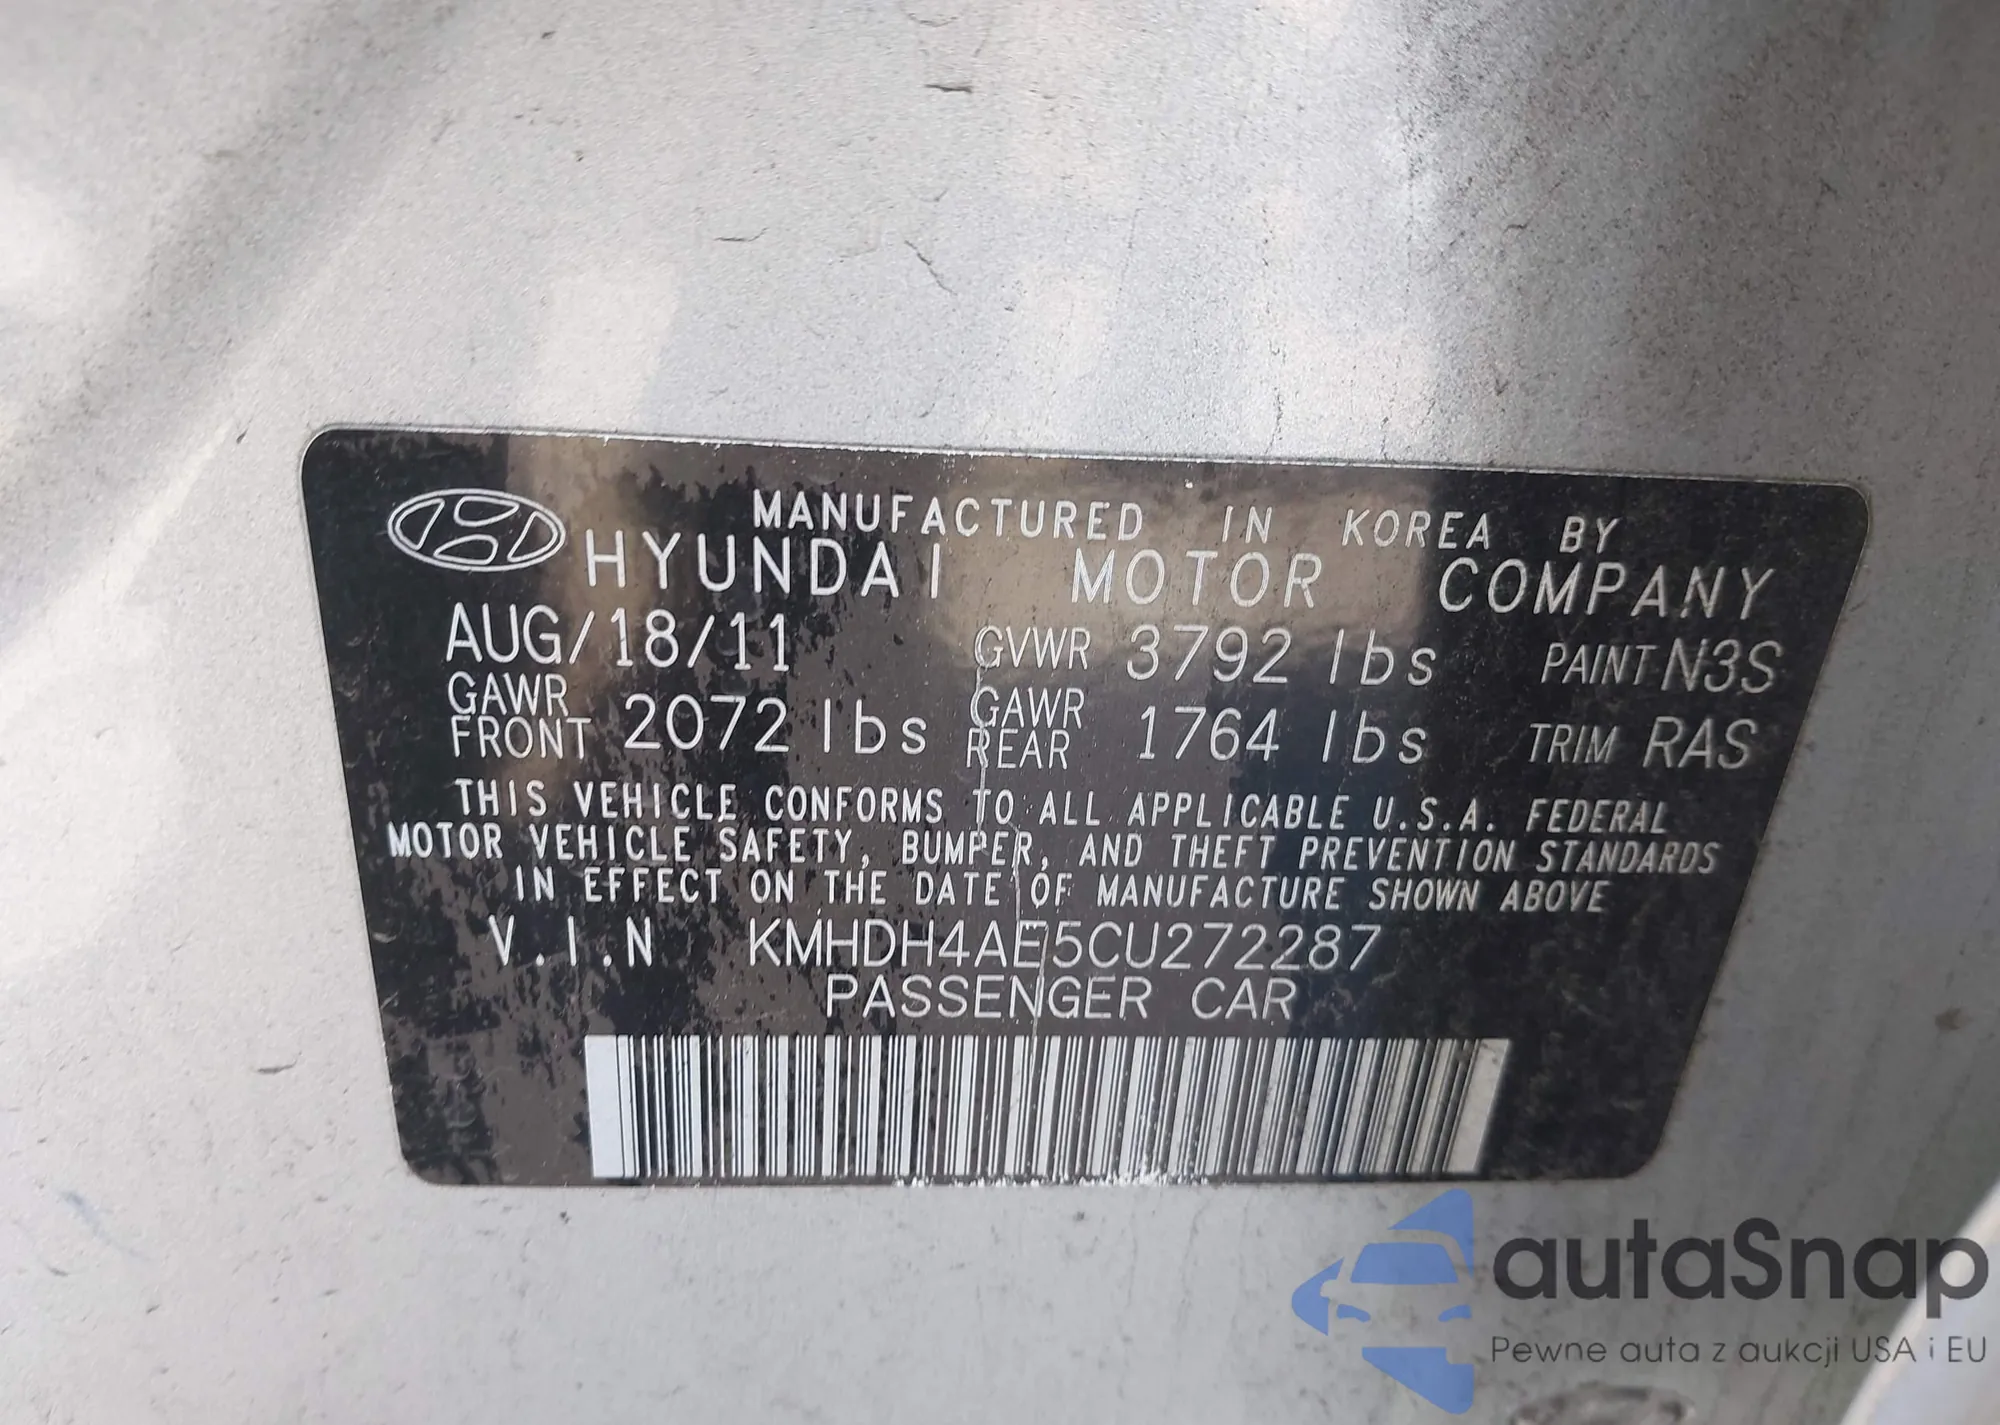 MANUFACTURED IN KOREA BY
HYUNDAI MOTOR COMPANY
AUG/18/11 GVWR 3792 lbs PAINT N3S
GAWR FRONT 2072 lbs GAWR REAR 1764 lbs TRIM RAS
THIS VEHICLE CONFORMS TO ALL APPLICABLE U.S.A. FEDERAL
MOTOR VEHICLE SAFETY, BUMPER, AND THEFT PREVENTION STANDARDS
IN EFFECT ON THE DATE OF MANUFACTURE SHOWN ABOVE
V.I.N KMHDH4AE5CU272287
PASSENGER CAR
autaSnap
Pewne auta z aukcji USA i EU